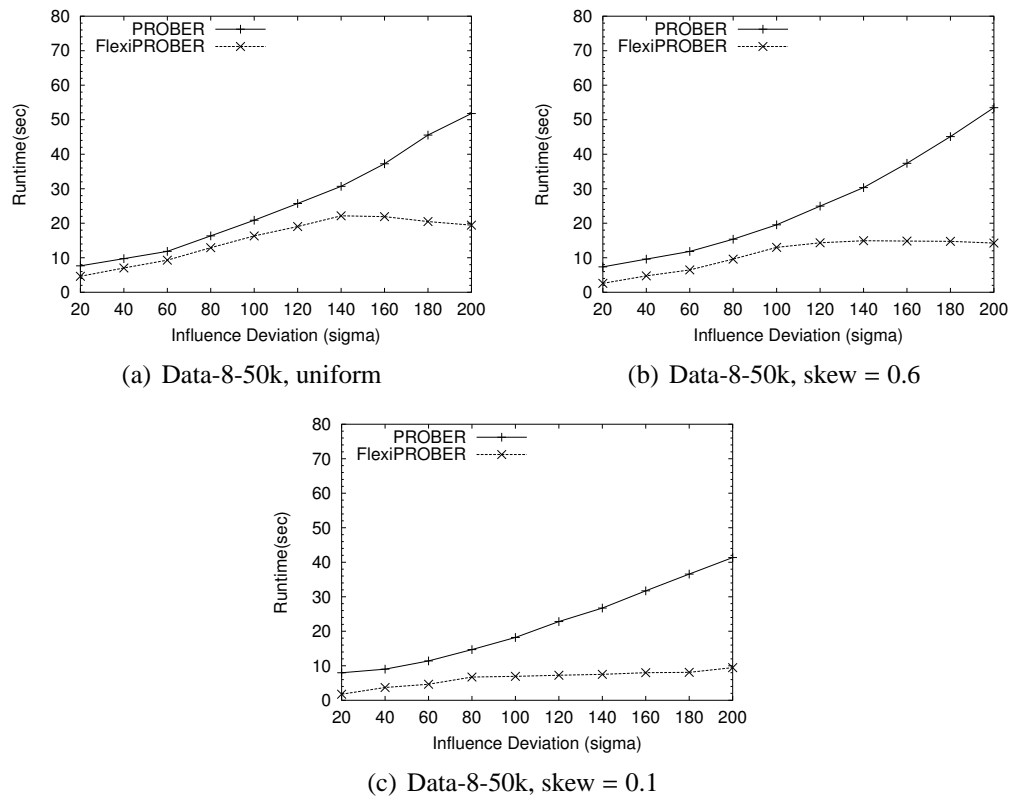 80
70
60
50
40
30
20
10
0
Runtime(sec)
PROBER
FlexiPROBER
20 40 60 80 100 120 140 160 180 200
Influence Deviation (sigma)
(a) Data-8-50k, uniform
80
70
60
50
40
30
20
10
0
Runtime(sec)
PROBER
FlexiPROBER
20 40 60 80 100 120 140 160 180 200
Influence Deviation (sigma)
(b) Data-8-50k, skew = 0.6
80
70
60
50
40
30
20
10
0
Runtime(sec)
PROBER
FlexiPROBER
20 40 60 80 100 120 140 160 180 200
Influence Deviation (sigma)
(c) Data-8-50k, skew = 0.1